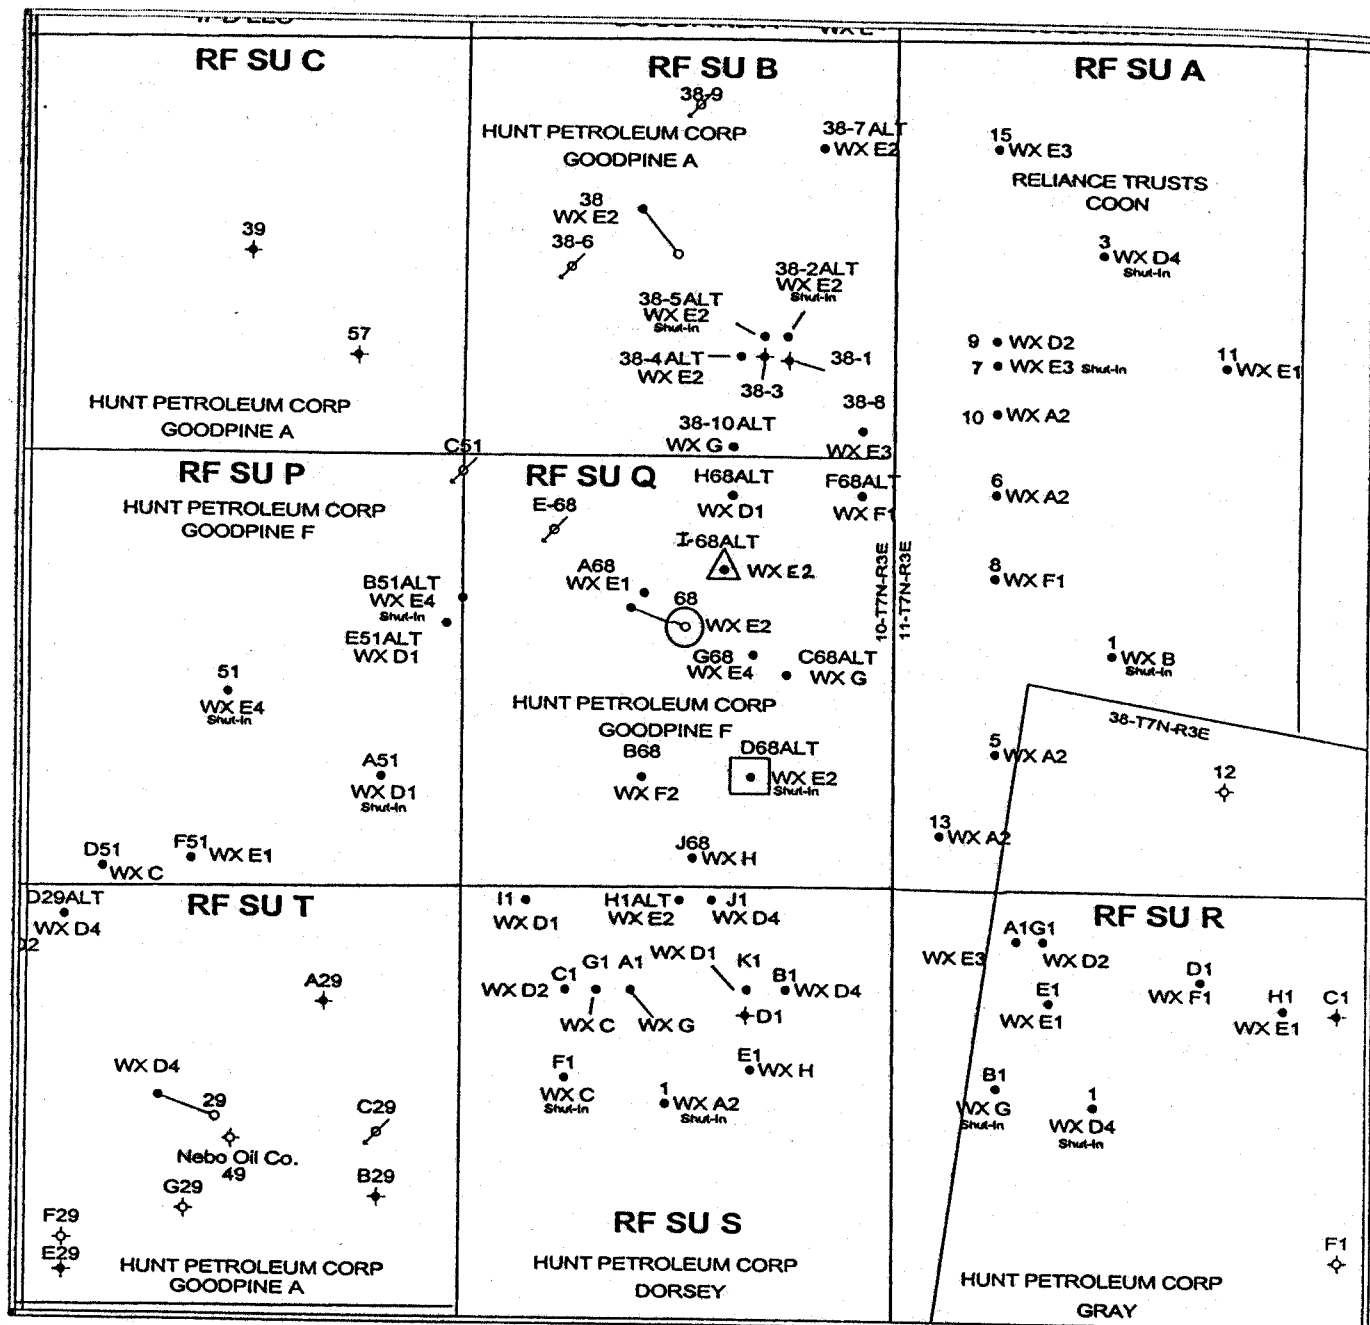 RF SU C
RF SU B
RF SU A
38-9
HUNT PETROLEUM CORP
GOODPINE A
38-7 ALT
WX E2
15
WX E3
RELIANCE TRUSTS
COON
38
WX E2
38-6
39
3
WX D4
Shut-In
38-2ALT
WX E2
Shut-In
38-5ALT
WX E2
Shut-In
57
38-4ALT
WX E2
38-1
38-3
9
WX D2
7
WX E3 Shut-In
11
WX E1
HUNT PETROLEUM CORP
GOODPINE A
38-8
WX E3
10
WX A2
38-10ALT
WX G
C51
RF SU P
HUNT PETROLEUM CORP
GOODPINE F
RF SU Q
E-68
H68ALT
WX D1
F68ALT
WX F1
6
WX A2
I-68ALT
WX E2
10-T7N-R3E
11-T7N-R3E
A68
WX E1
8
WX F1
B51ALT
WX E4
Shut-In
68
WX E2
E51ALT
WX D1
G68
WX E4
C68ALT
WX G
1
WX B
Shut-In
51
WX E4
Shut-In
HUNT PETROLEUM CORP
GOODPINE F
38-T7N-R3E
A51
WX D1
Shut-In
B68
WX F2
D68ALT
WX E2
Shut-In
5
WX A2
12
D51
WX C
F51
WX E1
J68
WX H
13
WX A2
D29ALT
WX D4
D2
RF SU T
I1
WX D1
H1ALT
WX E2
J1
WX D4
RF SU R
A1
G1
WX E3
WX D2
A29
WX D2
C1
G1
A1
WX D1
K1
B1
WX D4
WX C
WX G
D1
E1
WX E1
D1
WX F1
H1
WX E1
C1
WX D4
29
C29
F1
WX C
Shut-In
E1
WX H
1
WX A2
Shut-In
B1
WX G
Shut-In
1
WX D4
Shut-In
Nebo Oil Co.
49
G29
B29
F29
E29
HUNT PETROLEUM CORP
GOODPINE A
RF SU S
HUNT PETROLEUM CORP
DORSEY
F1
HUNT PETROLEUM CORP
GRAY